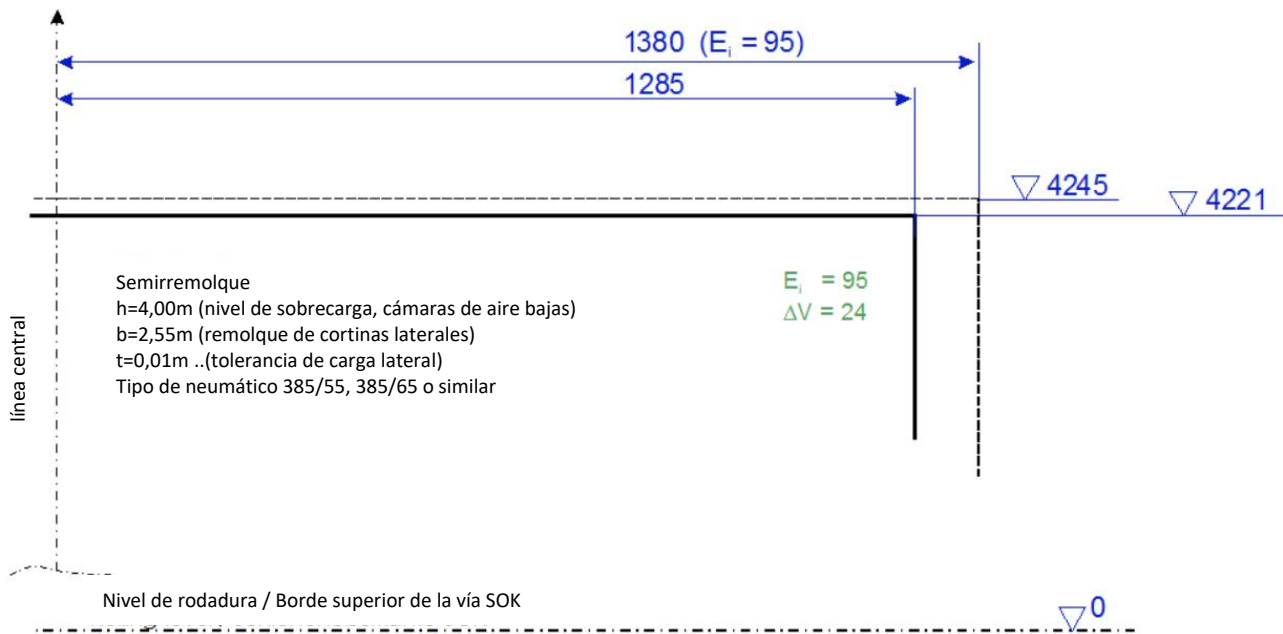 1380 (Ei = 95)
1285
4245
4221
Semirremolque
h=4,00m (nivel de sobrecarga, cámaras de aire bajas)
b=2,55m (remolque de cortinas laterales)
t=0,01m ..(tolerancia de carga lateral)
Tipo de neumático 385/55, 385/65 o similar
Ei = 95
ΔV = 24
línea central
Nivel de rodadura / Borde superior de la vía SOK
0